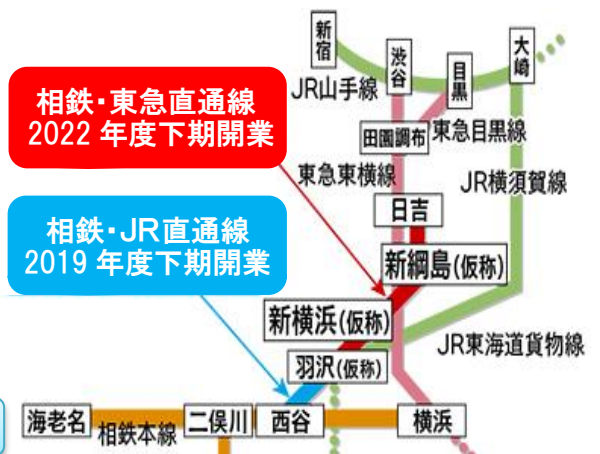 新宿
渋谷
目黒
大崎
JR山手線
相鉄・東急直通線
2022 年度下期開業
田園調布
東急目黒線
東急東横線
JR横須賀線
日吉
相鉄・JR直通線
2019 年度下期開業
新綱島(仮称)
新横浜(仮称)
JR東海道貨物線
羽沢(仮称)
海老名
相鉄本線
二俣川
西谷
横浜